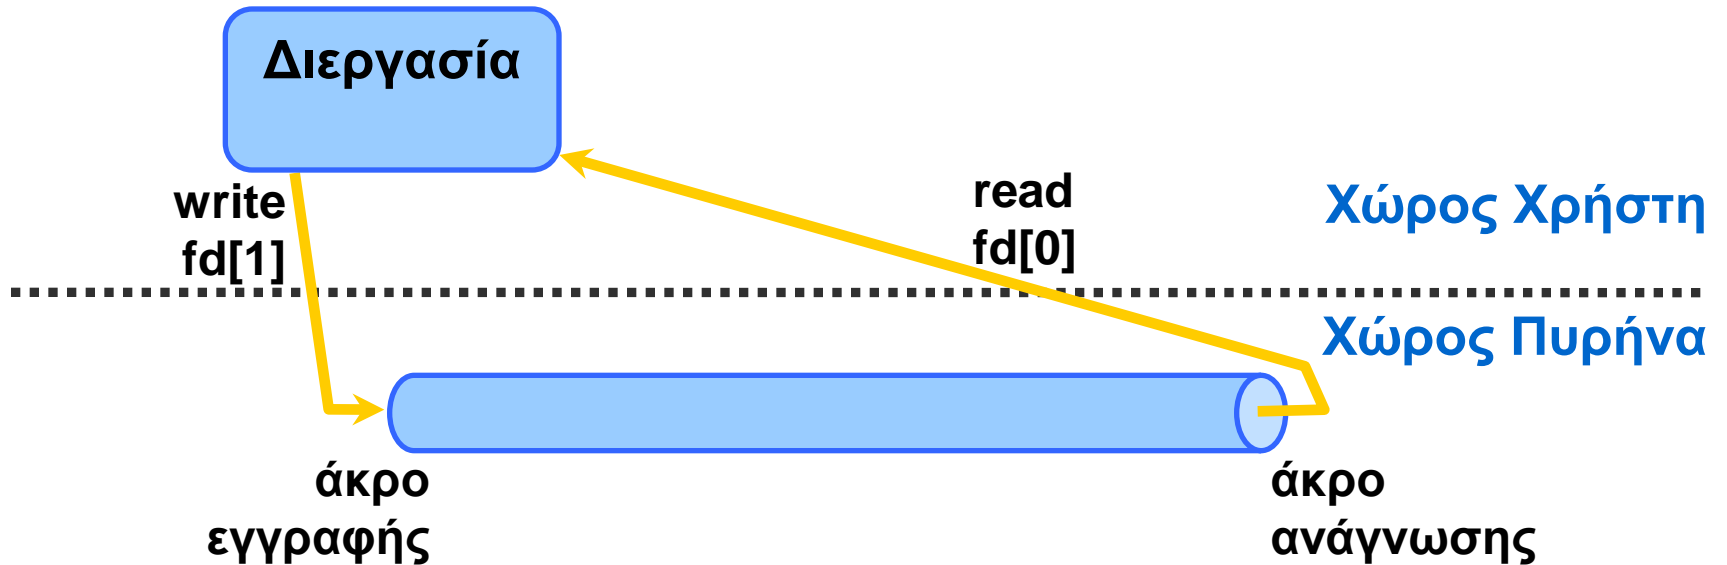 Διεργασία
write
fd[1]
read
fd[0]
Χώρος Χρήστη
Χώρος Πυρήνα
άκρο
εγγραφής
άκρο
ανάγνωσης